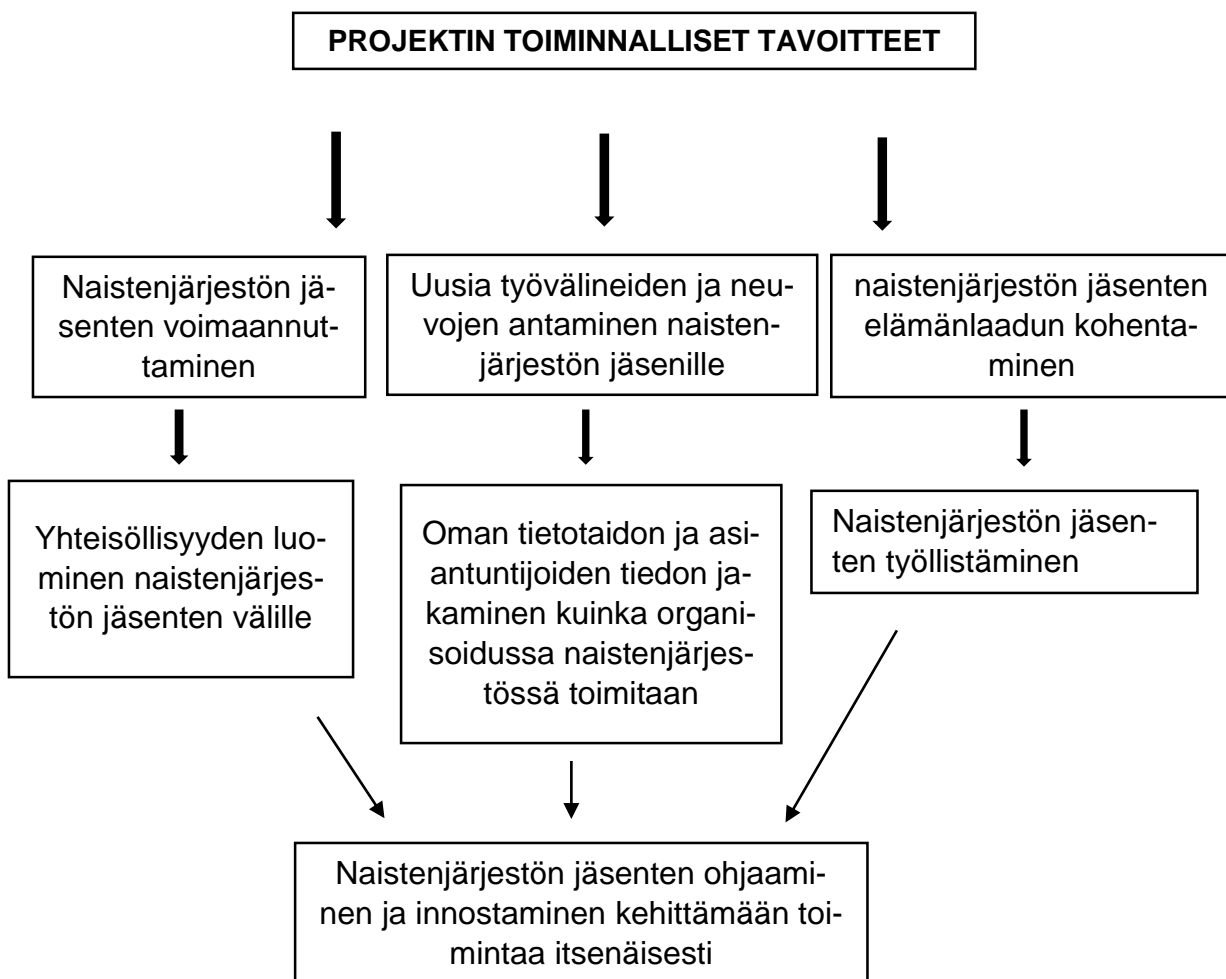 PROJEKTIN TOIMINNALLISET TAVOITTEET
Naistenjärjestön jä-
senten voimaannut-
taminen
Uusia työvälineiden ja neu-
vojen antaminen naisten-
järjestön jäsenille
naistenjärjestön jäsenten
elämänlaadun kohenta-
minen
Yhteisöllisyyden luo-
minen naistenjärjes-
tön jäsenten välille
Oman tietotaidon ja asi-
antuntijoiden tiedon ja-
kaminen kuinka organi-
soidussa naistenjärjes-
tössä toimitaan
Naistenjärjestön jäsen-
ten työllistäminen
Naistenjärjestön jäsenten ohjaami-
nen ja innostaminen kehittämään toi-
mintaa itsenäisesti